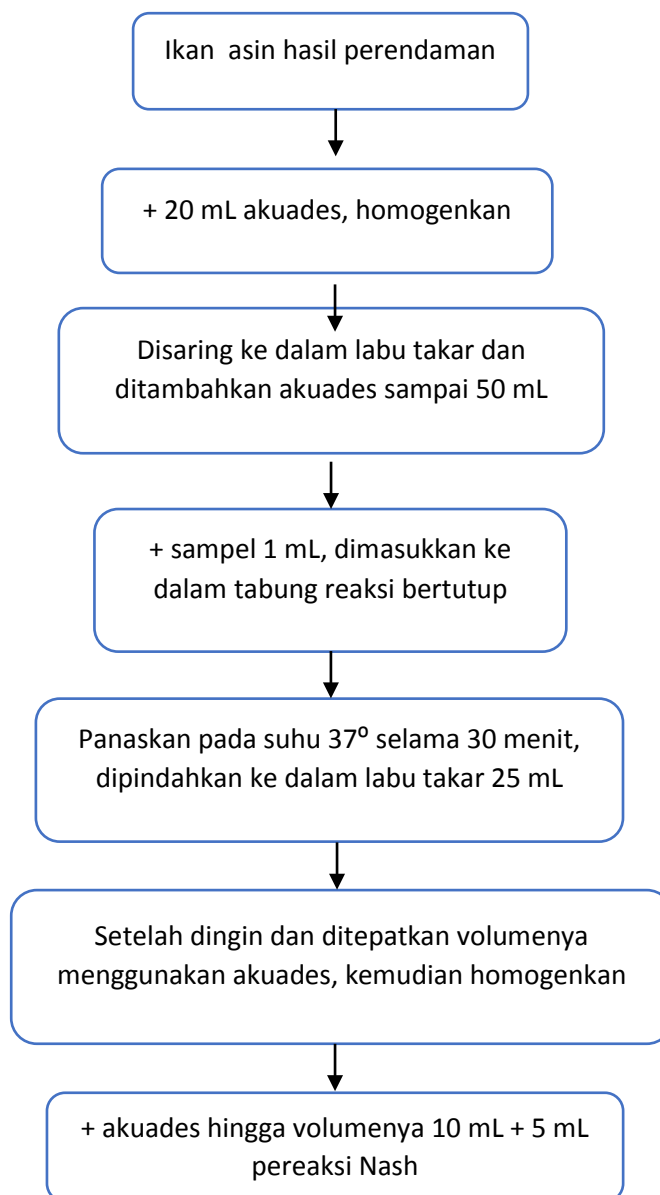 Ikan  asin hasil perendaman
+ 20 mL akuades, homogenkan
Disaring ke dalam labu takar dan
ditambahkan akuades sampai 50 mL
+ sampel 1 mL, dimasukkan ke
dalam tabung reaksi bertutup
Panaskan pada suhu 37⁰ selama 30 menit,
dipindahkan ke dalam labu takar 25 mL
Setelah dingin dan ditepatkan volumenya
menggunakan akuades, kemudian homogenkan
+ akuades hingga volumenya 10 mL + 5 mL
pereaksi Nash